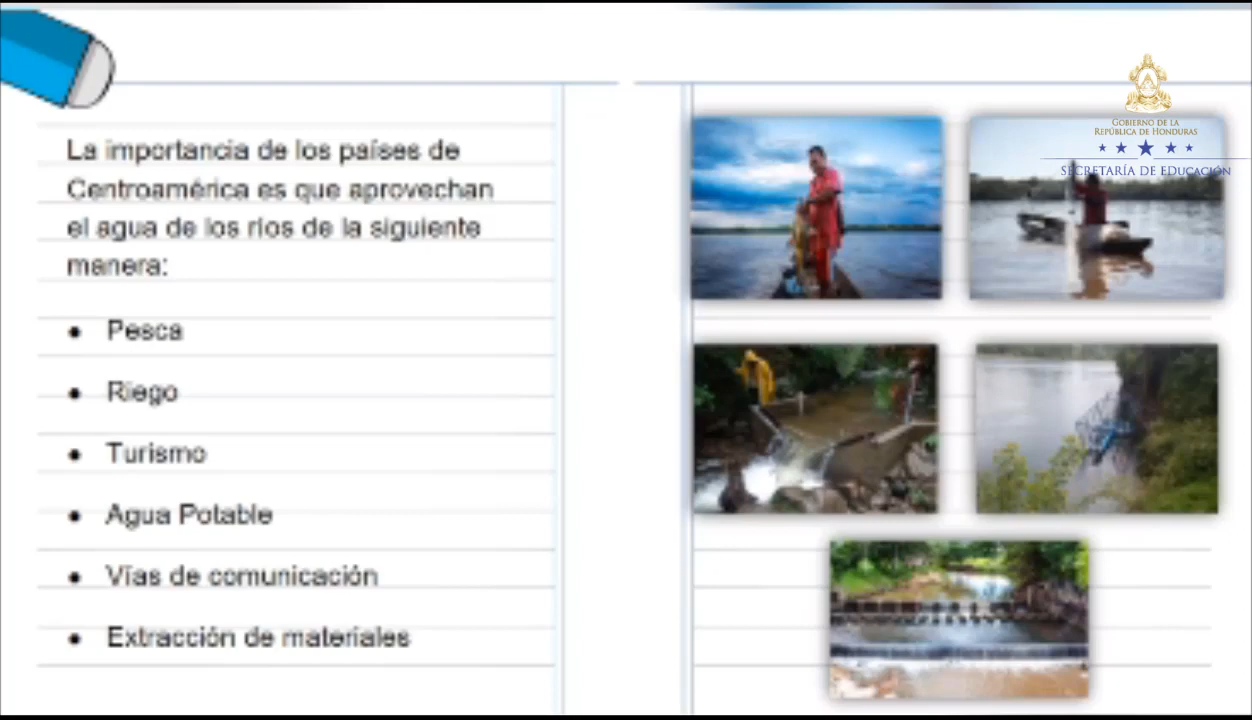 La importancia de los países de
Centroamérica es que aprovechan
el agua de los ríos de la siguiente
manera:
● Pesca
● Riego
● Turismo
● Agua Potable
● Vías de comunicación
● Extracción de materiales
GOBIERNO DE LA
REPÚBLICA DE HONDURAS
SECRETARÍA DE EDUCACIÓN